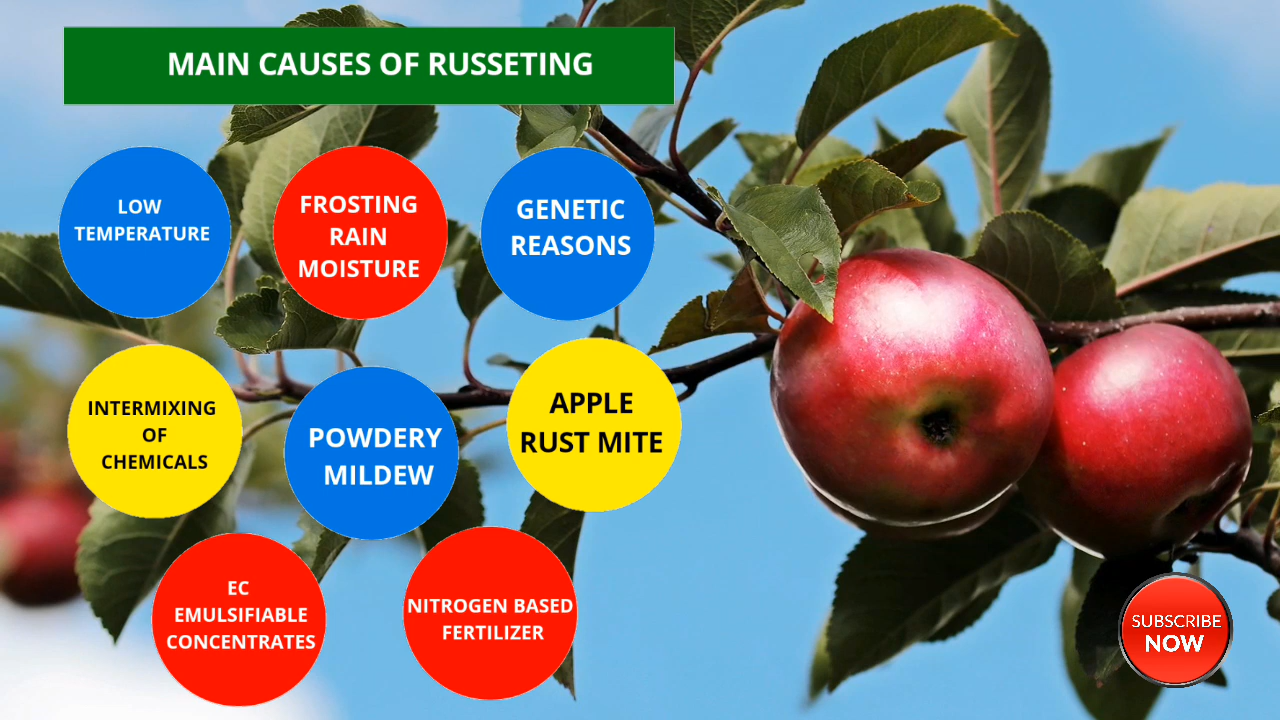 MAIN CAUSES OF RUSSETING
LOW
TEMPERATURE
FROSTING
RAIN
MOISTURE
GENETIC
REASONS
INTERMIXING
OF
CHEMICALS
POWDERY
MILDEW
APPLE
RUST MITE
EC
EMULSIFIABLE
CONCENTRATES
NITROGEN BASED
FERTILIZER
SUBSCRIBE
NOW